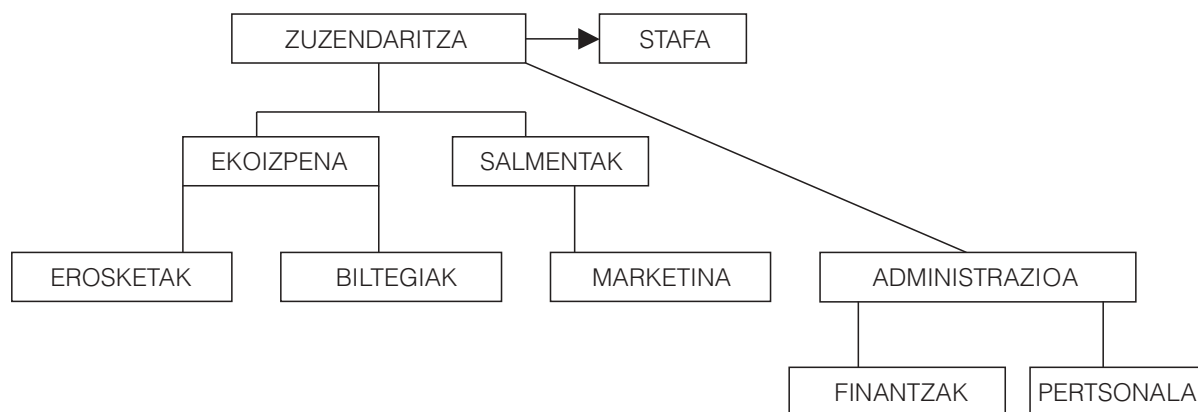 ZUZENDARITZA
STAFA
EKOIZPENA
SALMENTAK
EROSKETAK
BILTEGIAK
MARKETINA
ADMINISTRAZIOA
FINANTZAK
PERTSONALA